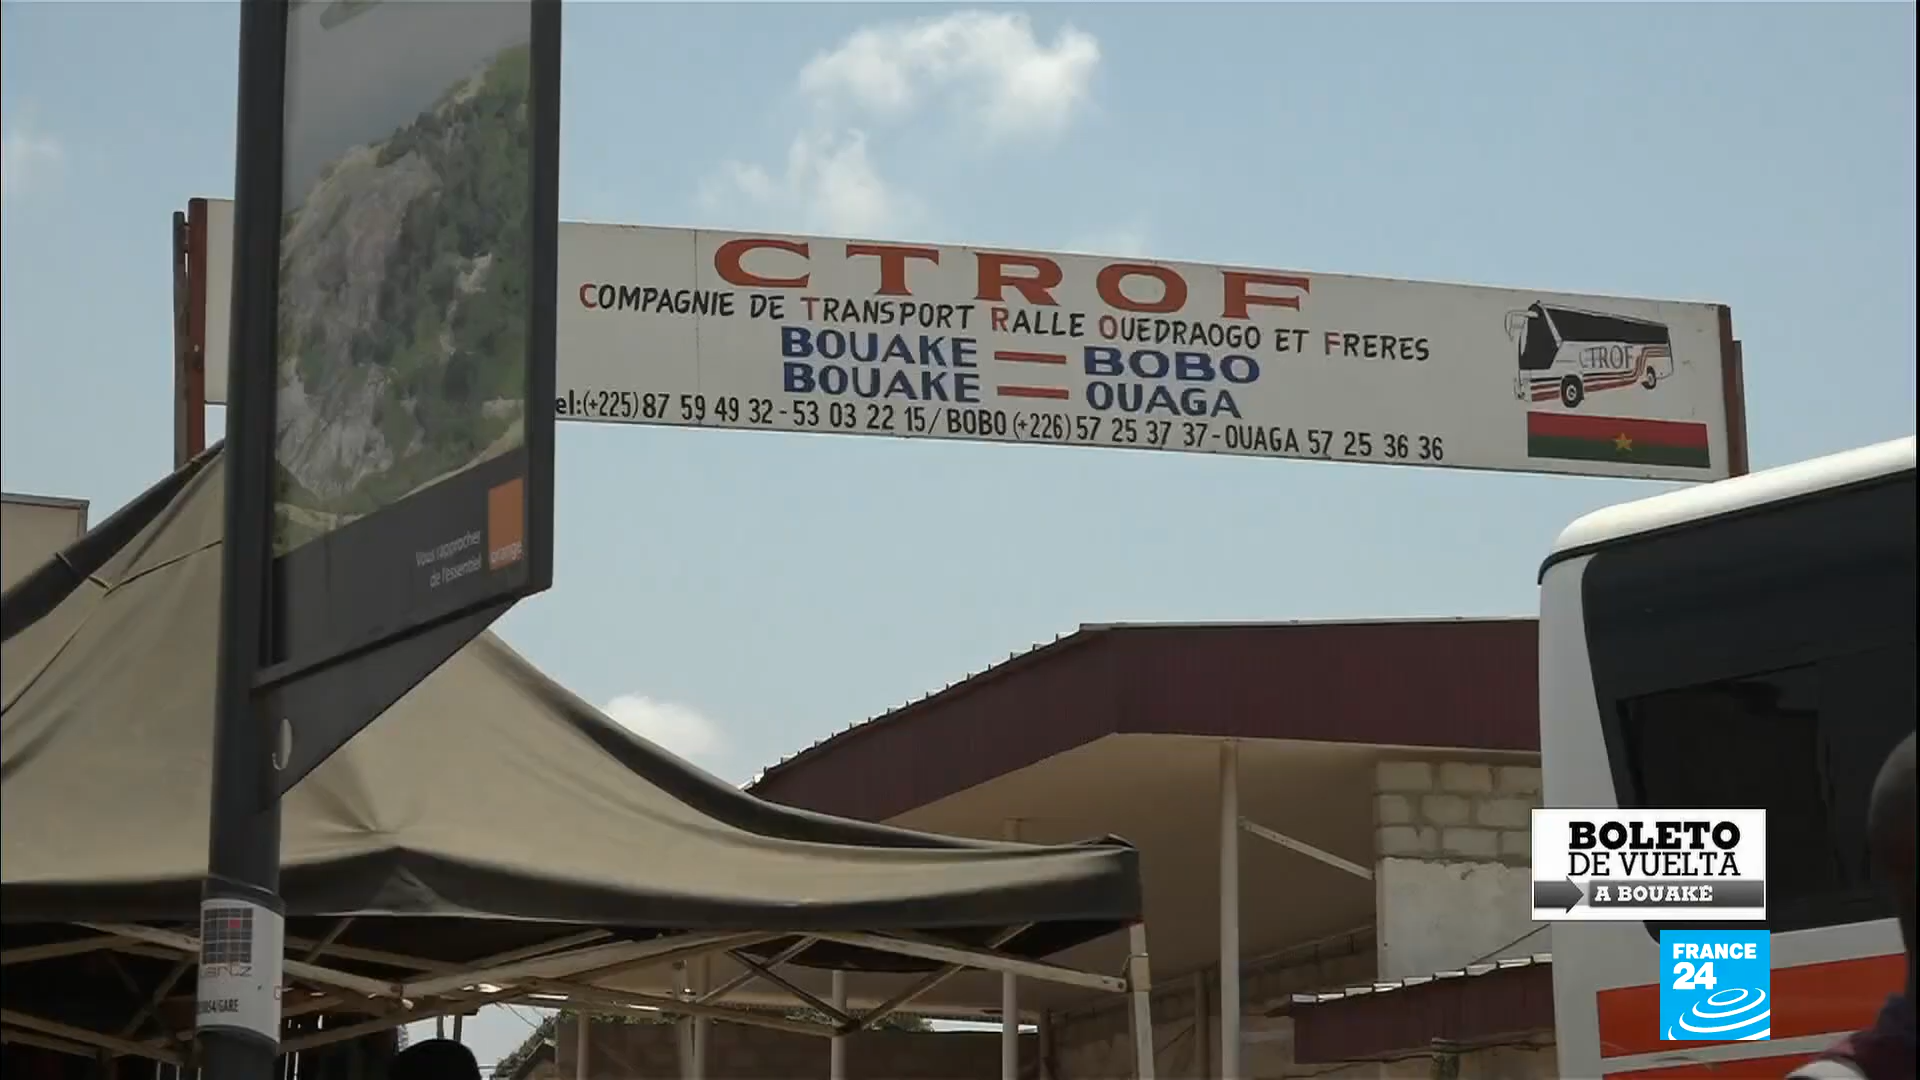 CTROF
COMPAGNIE DE TRANSPORT RALLE OUEDRAOGO ET FRERES
BOUAKE — BOBO
BOUAKE — OUAGA
el:(+225) 87 59 49 32 - 53 03 22 15 / BOBO (+226) 57 25 37 37 - OUAGA 57 25 36 36
CTROF
Vous rapprocher
de l'essentiel
orange
BOLETO
DE VUELTA
A BOUAKÉ
FRANCE
24